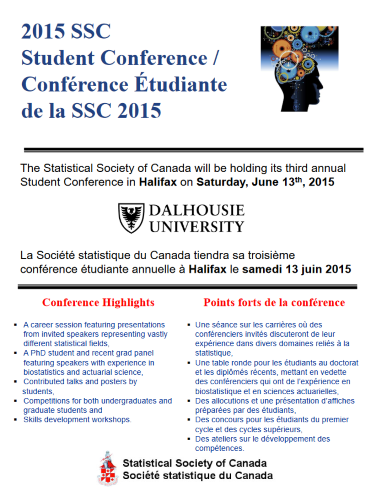 2015 SSC
Student Conference /
Conférence Étudiante
de la SSC 2015
The Statistical Society of Canada will be holding its third annual
Student Conference in Halifax on Saturday, June 13th, 2015
DALHOUSIE
UNIVERSITY
La Société statistique du Canada tiendra sa troisième
conférence étudiante annuelle à Halifax le samedi 13 juin 2015
Conference Highlights
▪ A career session featuring presentations
from invited speakers representing vastly
different statistical fields,
▪ A PhD student and recent grad panel
featuring speakers with experience in
biostatistics and actuarial science,
▪ Contributed talks and posters by
students,
▪ Competitions for both undergraduates and
graduate students and
▪ Skills development workshops.
Points forts de la conférence
▪ Une séance sur les carrières où des
conférenciers invités discuteront de leur
expérience dans divers domaines reliés à la
statistique,
▪ Une table ronde pour les étudiants au doctorat
et les diplômés récents, mettant en vedette
des conférenciers qui ont de l'expérience en
biostatistique et en sciences actuarielles,
▪ Des allocutions et une présentation d'affiches
préparées par des étudiants,
▪ Des concours pour les étudiants du premier
cycle et des cycles supérieurs,
▪ Des ateliers sur le développement des
compétences.
Statistical Society of Canada
Société statistique du Canada